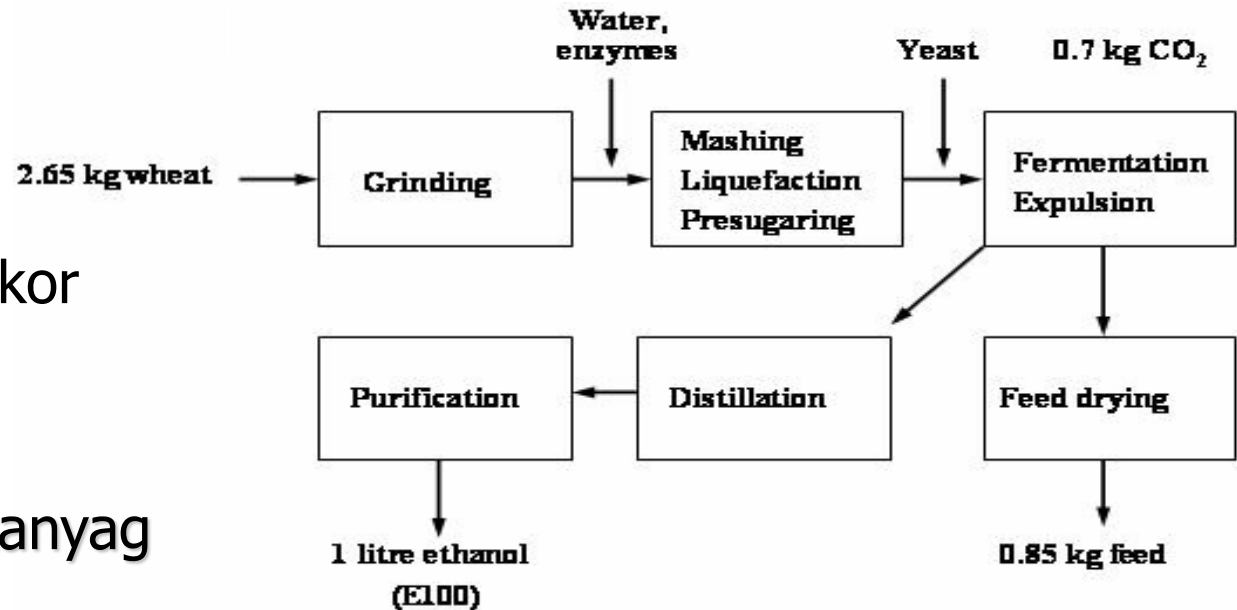 Water,
enzymes
Yeast
0.7 kg CO₂
2.65 kg wheat
Grinding
Mashing
Liquefaction
Presugaring
Fermentation
Expulsion
kor
Purification
Distillation
Feed drying
anyag
1 litre ethanol
(E100)
0.85 kg feed